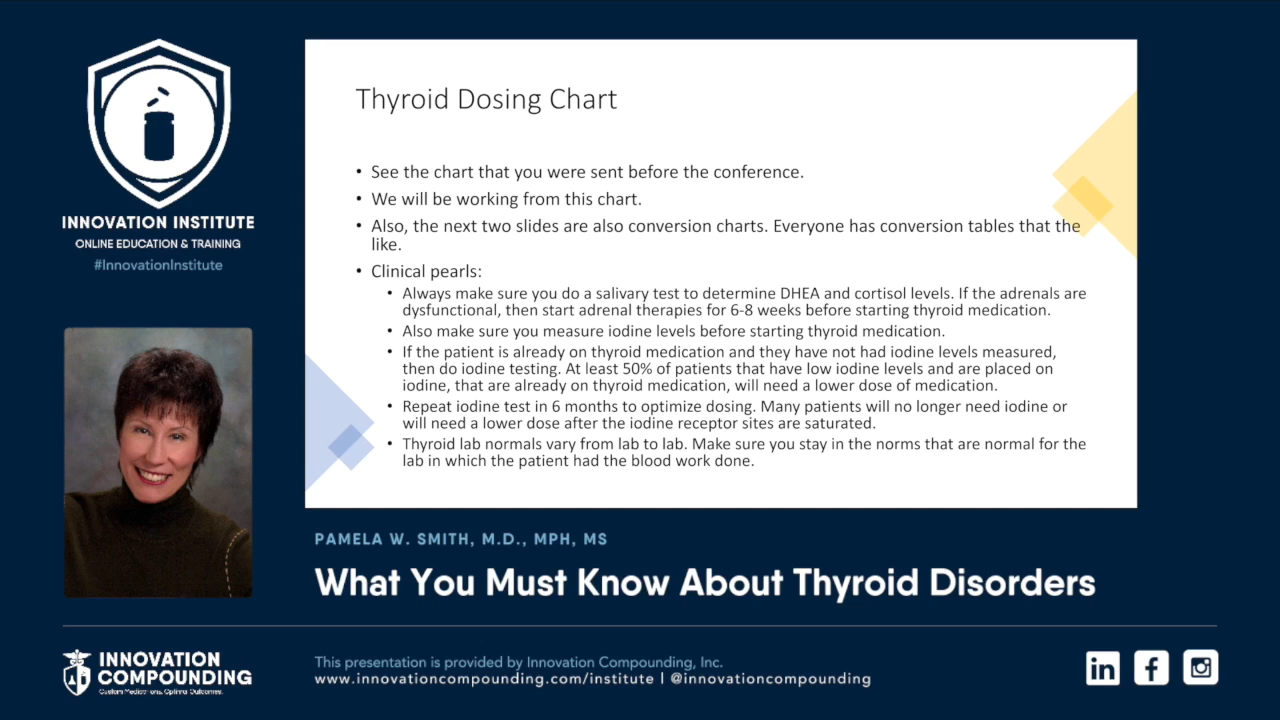 INNOVATION INSTITUTE
ONLINE EDUCATION & TRAINING
#InnovationInstitute
Thyroid Dosing Chart
• See the chart that you were sent before the conference.
• We will be working from this chart.
• Also, the next two slides are also conversion charts. Everyone has conversion tables that the
like.
• Clinical pearls:
• Always make sure you do a salivary test to determine DHEA and cortisol levels. If the adrenals are
dysfunctional, then start adrenal therapies for 6-8 weeks before starting thyroid medication.
• Also make sure you measure iodine levels before starting thyroid medication.
• If the patient is already on thyroid medication and they have not had iodine levels measured,
then do iodine testing. At least 50% of patients that have low iodine levels and are placed on
iodine, that are already on thyroid medication, will need a lower dose of medication.
• Repeat iodine test in 6 months to optimize dosing. Many patients will no longer need iodine or
will need a lower dose after the iodine receptor sites are saturated.
• Thyroid lab normals vary from lab to lab. Make sure you stay in the norms that are normal for the
lab in which the patient had the blood work done.
PAMELA W. SMITH, M.D., MPH, MS
What You Must Know About Thyroid Disorders
INNOVATION
COMPOUNDING
Custom Medications. Optimal Outcomes.
This presentation is provided by Innovation Compounding, Inc.
www.innovationcompounding.com/institute | @innovationcompounding
in f